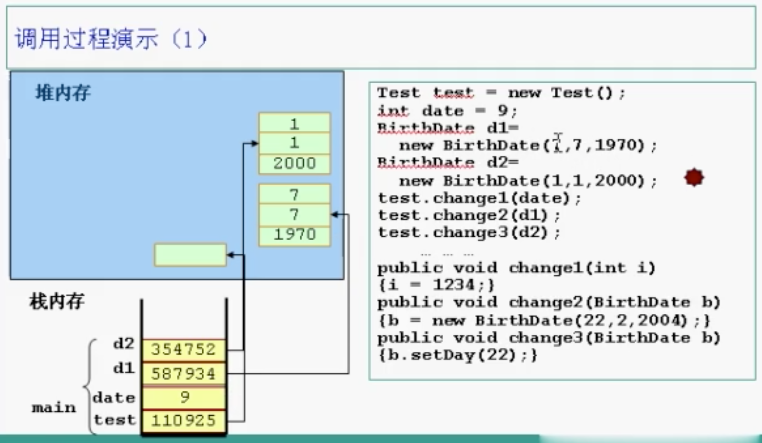 调用过程演示（1）
堆内存
1
1
2000
7
7
1970
栈内存
d2
354752
d1
587934
date
9
test
110925
main
Test test = new Test();
int date = 9;
BirthDate d1=
new BirthDate(7,7,1970);
BirthDate d2=
new BirthDate(1,1,2000);
test.change1(date);
test.change2(d1);
test.change3(d2);
… … …
public void change1(int i)
{i = 1234;}
public void change2(BirthDate b)
{b = new BirthDate(22,2,2004);}
public void change3(BirthDate b)
{b.setDay(22);}